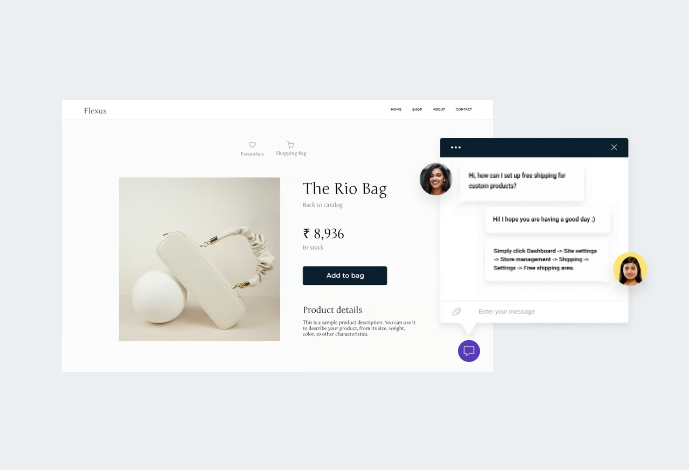 Flexus
HOME SHOP ABOUT CONTACT
Favourites Shopping Bag
The Rio Bag
Back to catalog
₹ 8,936
In stock
Add to bag
Product details
This is a sample product description. You can use it
to describe your product, from its size, weight,
color, to other characteristics.
Hi, how can I set up free shipping for
custom products?
Hi! I hope you are having a good day :)
Simply click Dashboard -> Site settings
-> Store management -> Shipping ->
Settings -> Free shipping area.
Enter your message